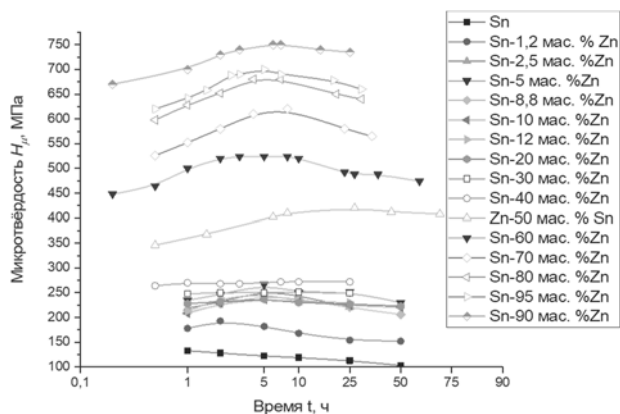 Микротвёрдость Hμ, МПа
750
700
650
600
550
500
450
400
350
300
250
200
150
100
0,1
1
5
10
25
50
75
90
Время t, ч
Sn
Sn-1,2 мас. % Zn
Sn-2,5 мас. %Zn
Sn-5 мас. %Zn
Sn-8,8 мас. %Zn
Sn-10 мас. %Zn
Sn-12 мас. %Zn
Sn-20 мас. %Zn
Sn-30 мас. %Zn
Sn-40 мас. %Zn
Zn-50 мас. % Sn
Sn-60 мас. %Zn
Sn-70 мас. %Zn
Sn-80 мас. %Zn
Sn-95 мас. %Zn
Sn-90 мас. %Zn